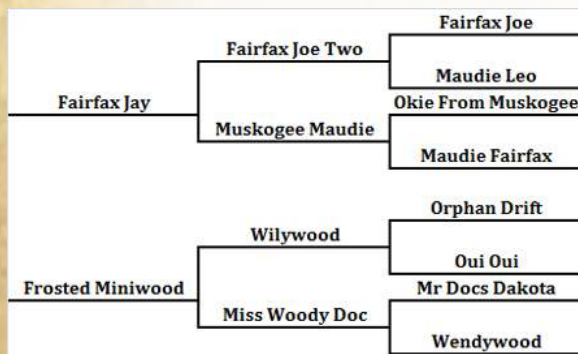 Fairfax Joe
Fairfax Joe Two
Maudie Leo
Fairfax Jay
Okie From Muskogee
Muskogee Maudie
Maudie Fairfax
Orphan Drift
Wilywood
Oui Oui
Frosted Miniwood
Mr Docs Dakota
Miss Woody Doc
Wendywood